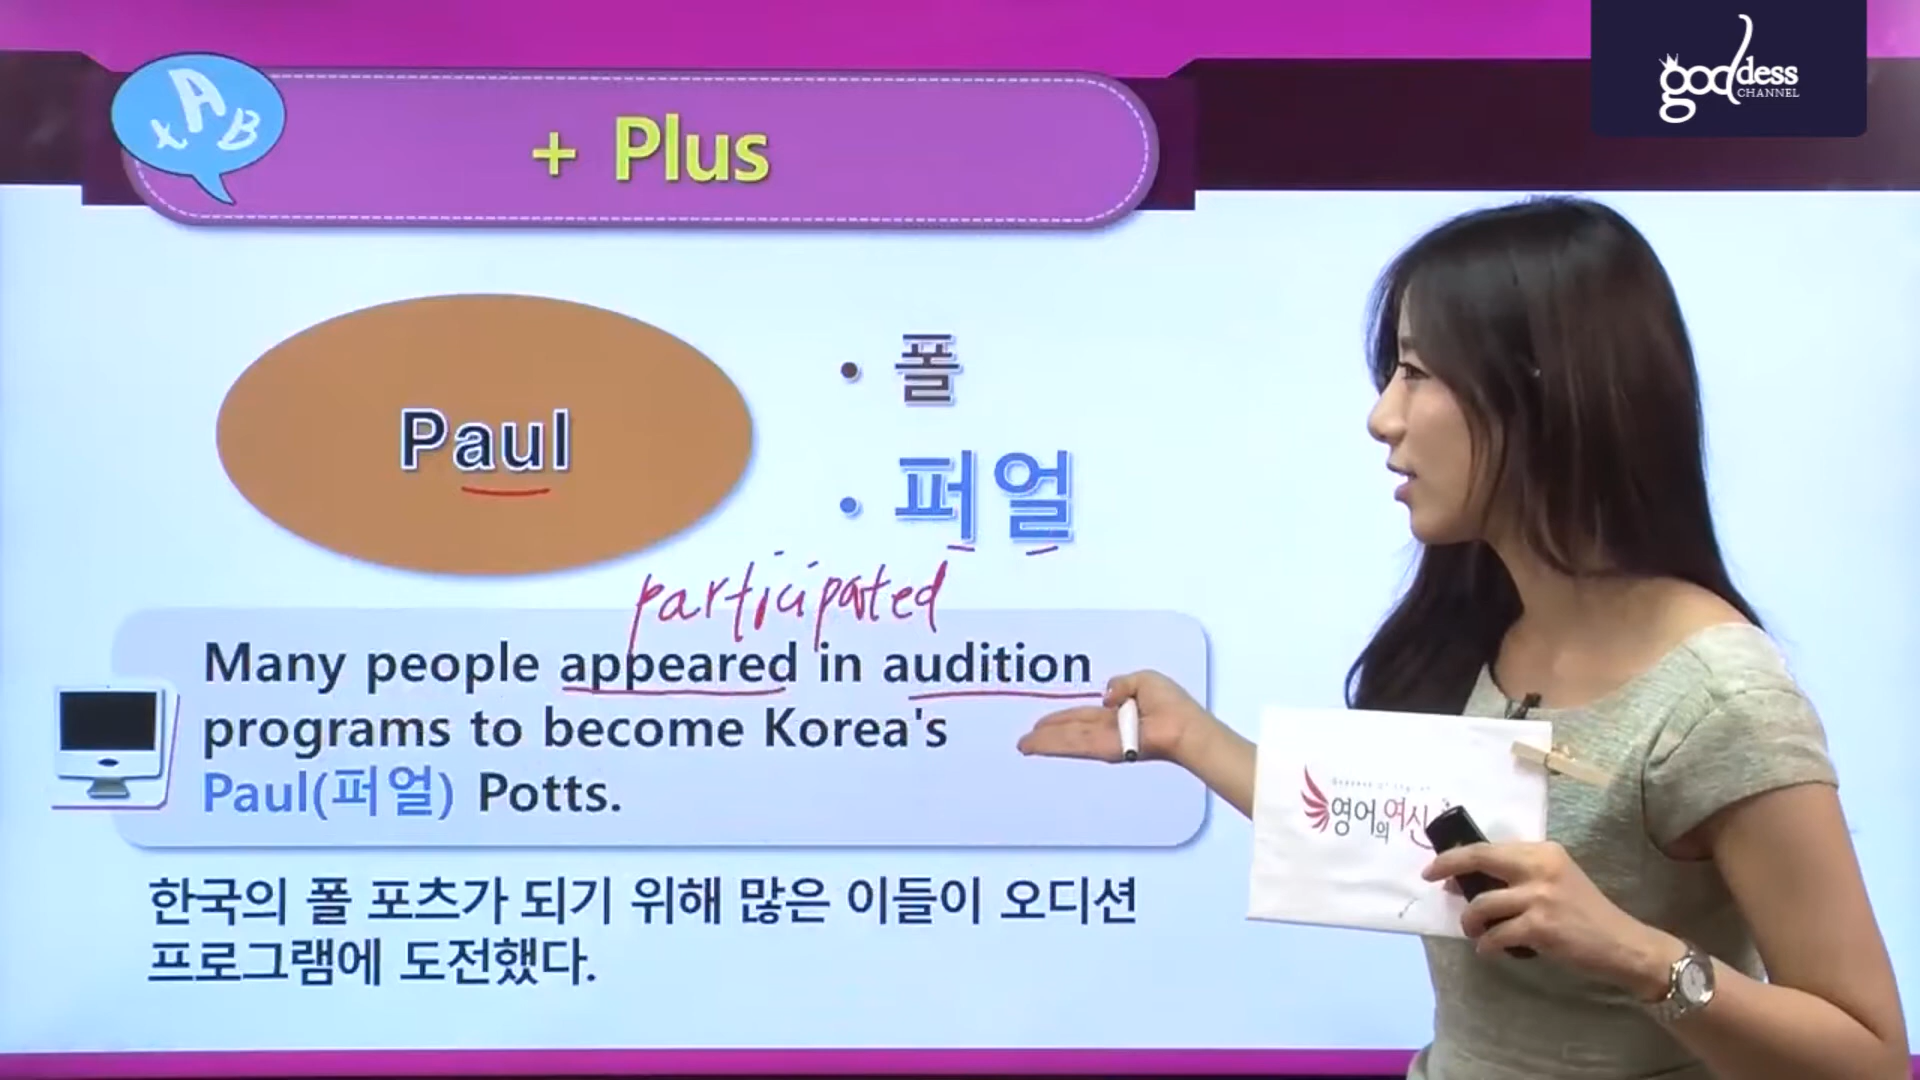 goddess
CHANNEL
A B
+ Plus
Paul
• 폴
• 퍼얼
participated
Many people appeared in audition
programs to become Korea's
Paul(퍼얼) Potts.
한국의 폴 포츠가 되기 위해 많은 이들이 오디션
프로그램에 도전했다.
영어의여신